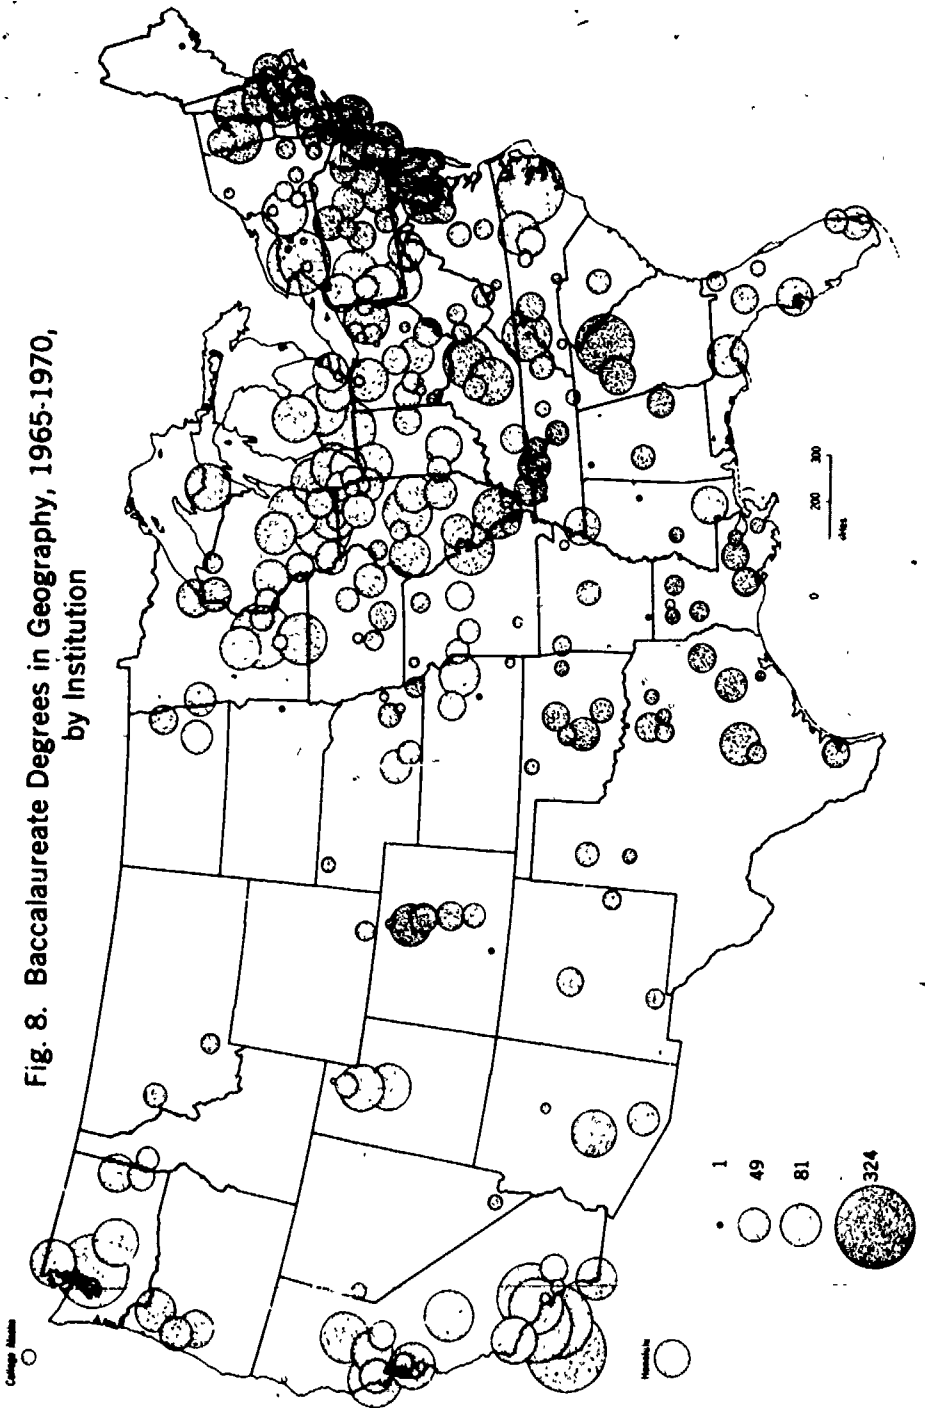 Fig. 8. Baccalaureate Degrees in Geography, 1965-1970,
by Institution
College Alaska
Honolulu
1
49
81
324
0 200 300
miles